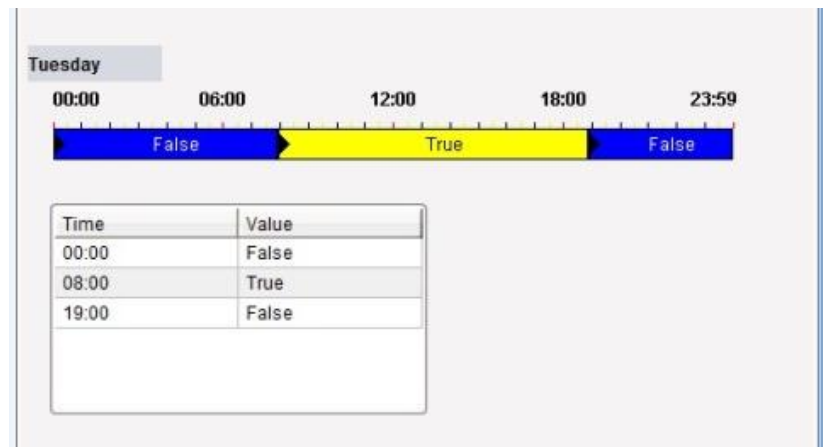 Tuesday
00:00 06:00 12:00 18:00 23:59
False True False
Time Value
00:00 False
08:00 True
19:00 False